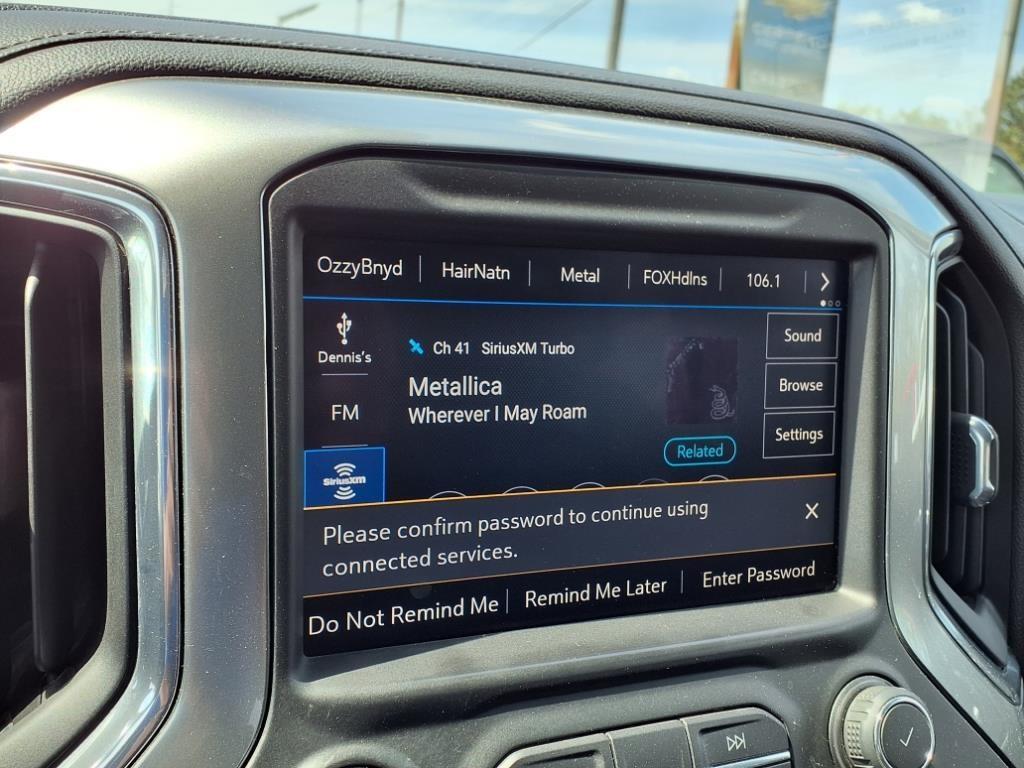 OzzyBnyd HairNatn Metal FOXHdlns 106.1
Dennis's
Ch 41 SiriusXM Turbo
Sound
Metallica
Browse
FM
Wherever I May Roam
Settings
Related
SiriusXM
Please confirm password to continue using
connected services.
X
Do Not Remind Me Remind Me Later Enter Password